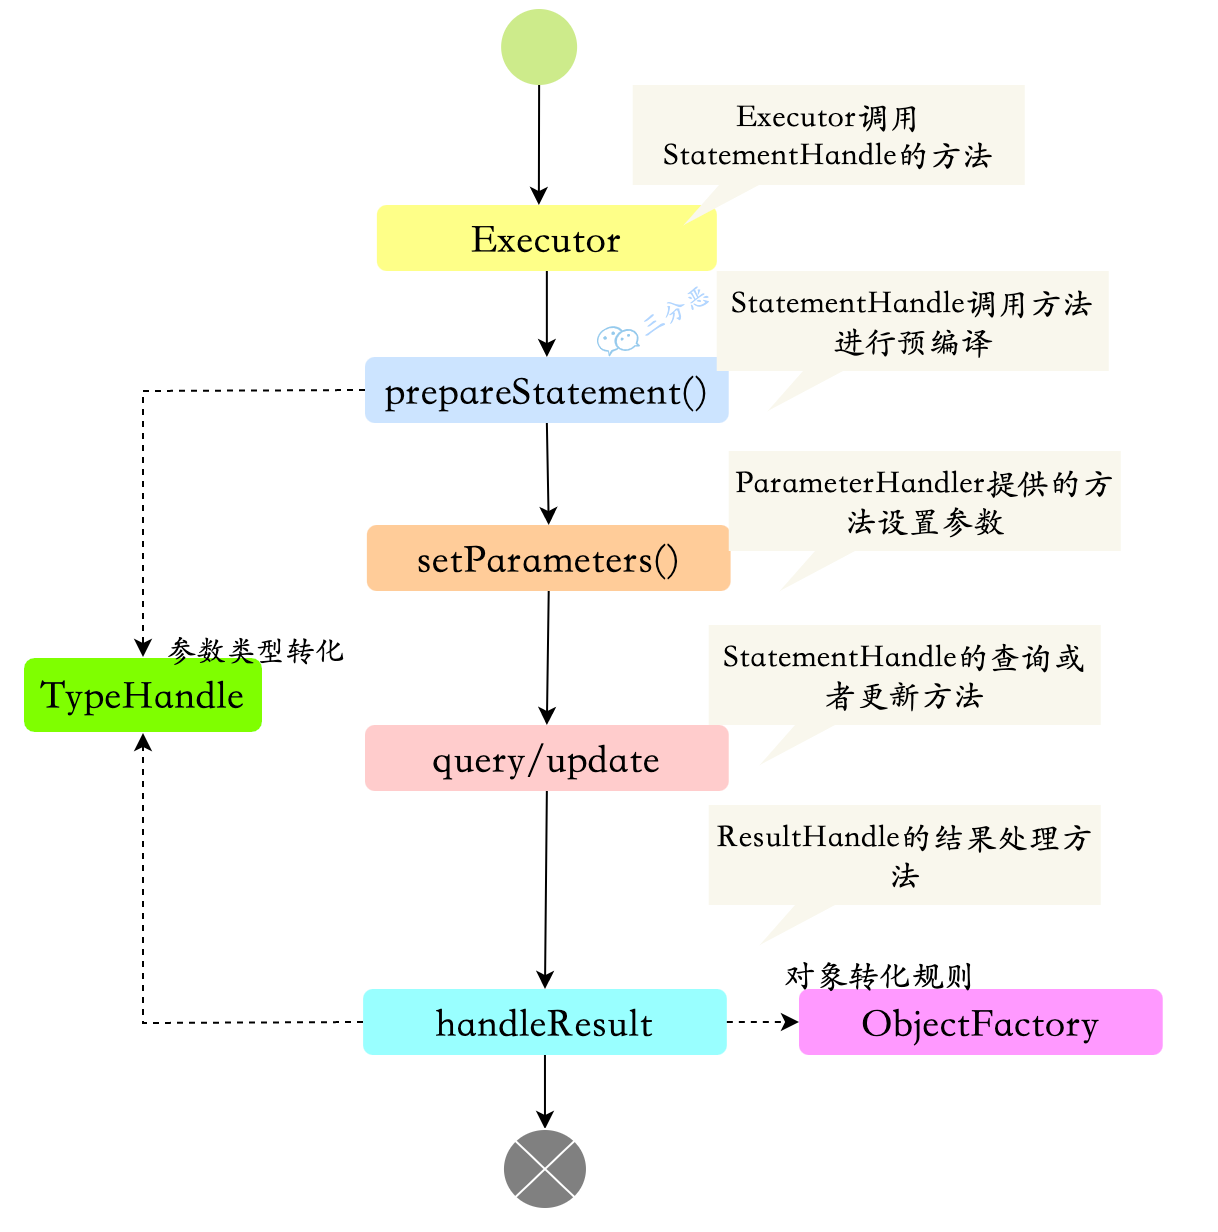 Executor调用
StatementHandle的方法
Executor
三分恶
StatementHandle调用方法
进行预编译
prepareStatement()
ParameterHandler提供的方
法设置参数
setParameters()
参数类型转化
TypeHandle
StatementHandle的查询或
者更新方法
query/update
ResultHandle的结果处理方
法
对象转化规则
handleResult
ObjectFactory